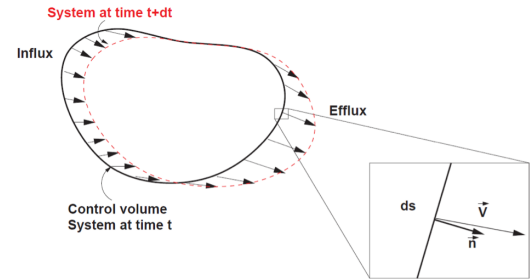 System at time t+dt
Influx
Efflux
Control volume
System at time t
ds
V
n